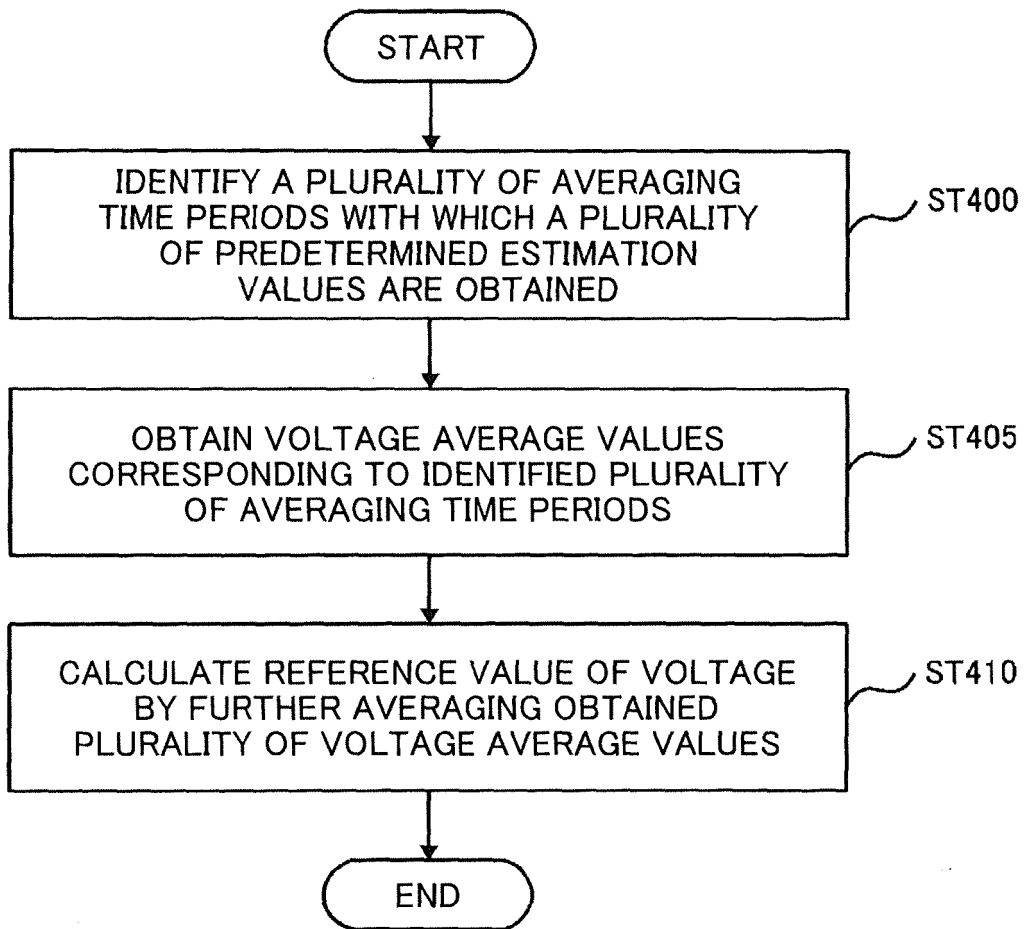 START
IDENTIFY A PLURALITY OF AVERAGING
TIME PERIODS WITH WHICH A PLURALITY
OF PREDETERMINED ESTIMATION
VALUES ARE OBTAINED
ST400
OBTAIN VOLTAGE AVERAGE VALUES
CORRESPONDING TO IDENTIFIED PLURALITY
OF AVERAGING TIME PERIODS
ST405
CALCULATE REFERENCE VALUE OF VOLTAGE
BY FURTHER AVERAGING OBTAINED
PLURALITY OF VOLTAGE AVERAGE VALUES
ST410
END